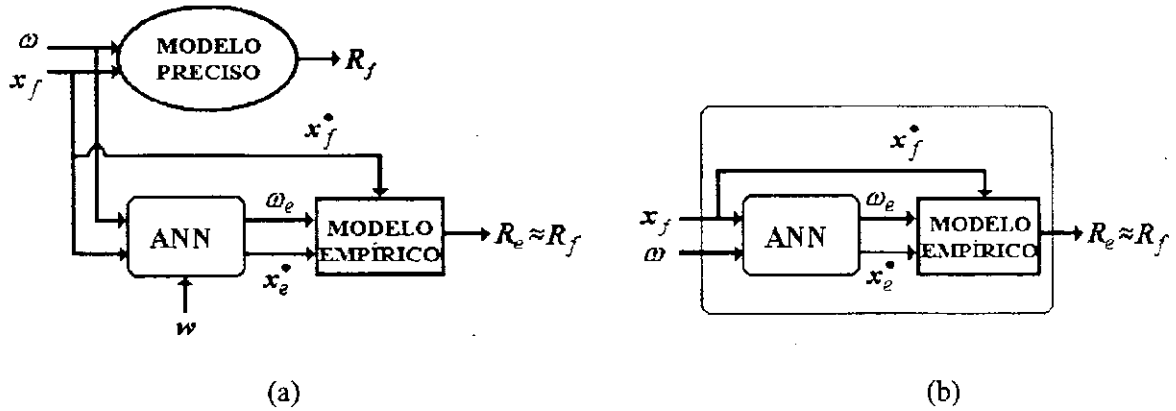 ω
x_f
MODELO
PRECISO
R_f
x_f^•
ANN
ω_e
x_e^•
MODELO
EMPÍRICO
R_e ≈ R_f
w
(a)
x_f^•
x_f
ω
ANN
ω_e
x_e^•
MODELO
EMPÍRICO
R_e ≈ R_f
(b)